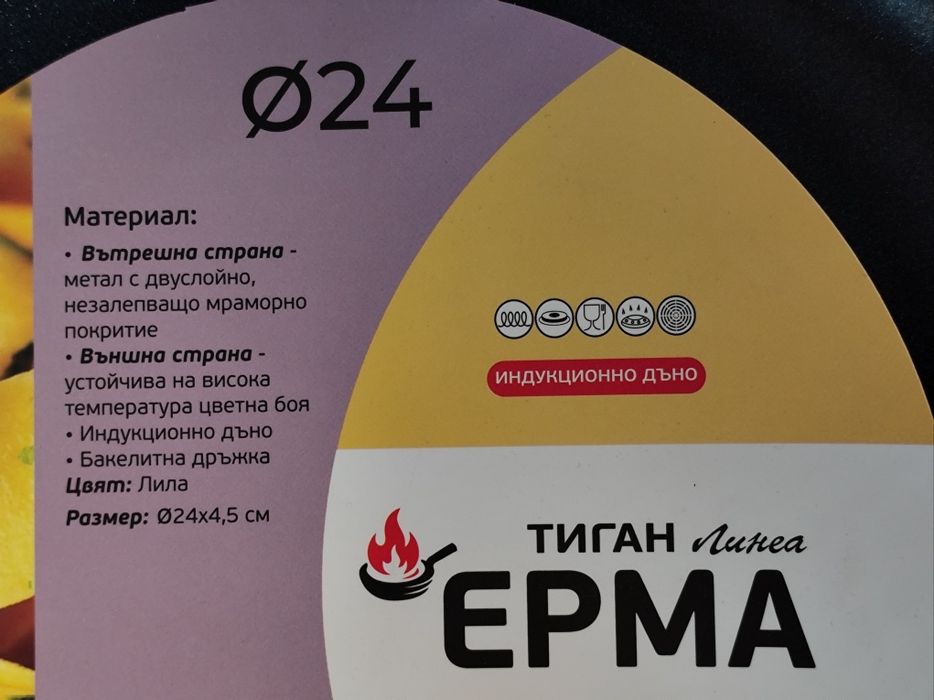 Ø24
Материал:
• Вътрешна страна -
метал с двуслойно,
незалепващо мраморно
покритие
• Външна страна -
устойчива на висока
температура цветна боя
• Индукционно дъно
• Бакелитна дръжка
Цвят: Лила
Размер: Ø24x4,5 см
ИНДУКЦИОННО ДЪНО
ТИГАН Линеа
ЕРМА